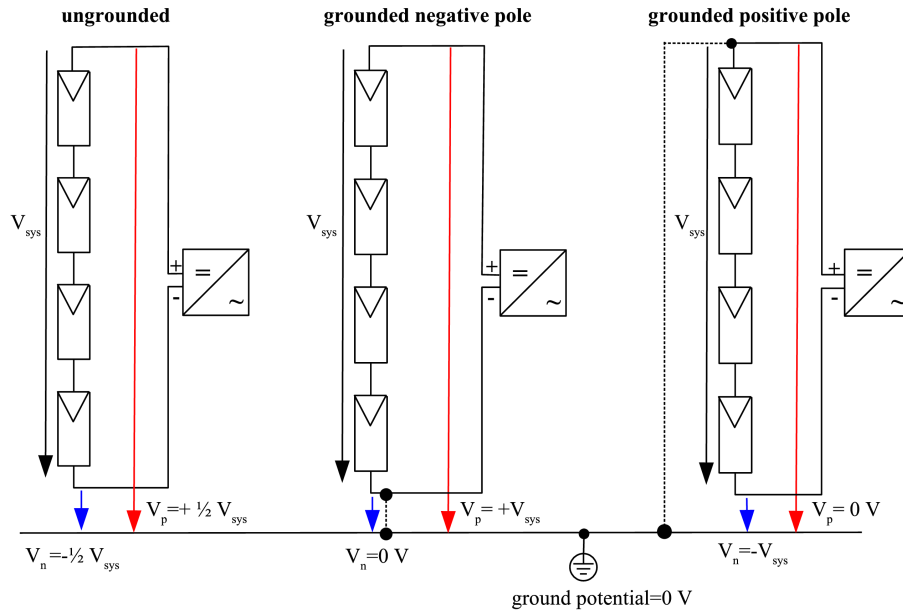 ungrounded
grounded negative pole
grounded positive pole
V_sys
V_sys
V_sys
+
=
-
~
+
=
-
~
+
=
-
~
V_p=+ ½ V_sys
V_p= +V_sys
V_p= 0 V
V_n=-½ V_sys
V_n=0 V
V_n=-V_sys
ground potential=0 V